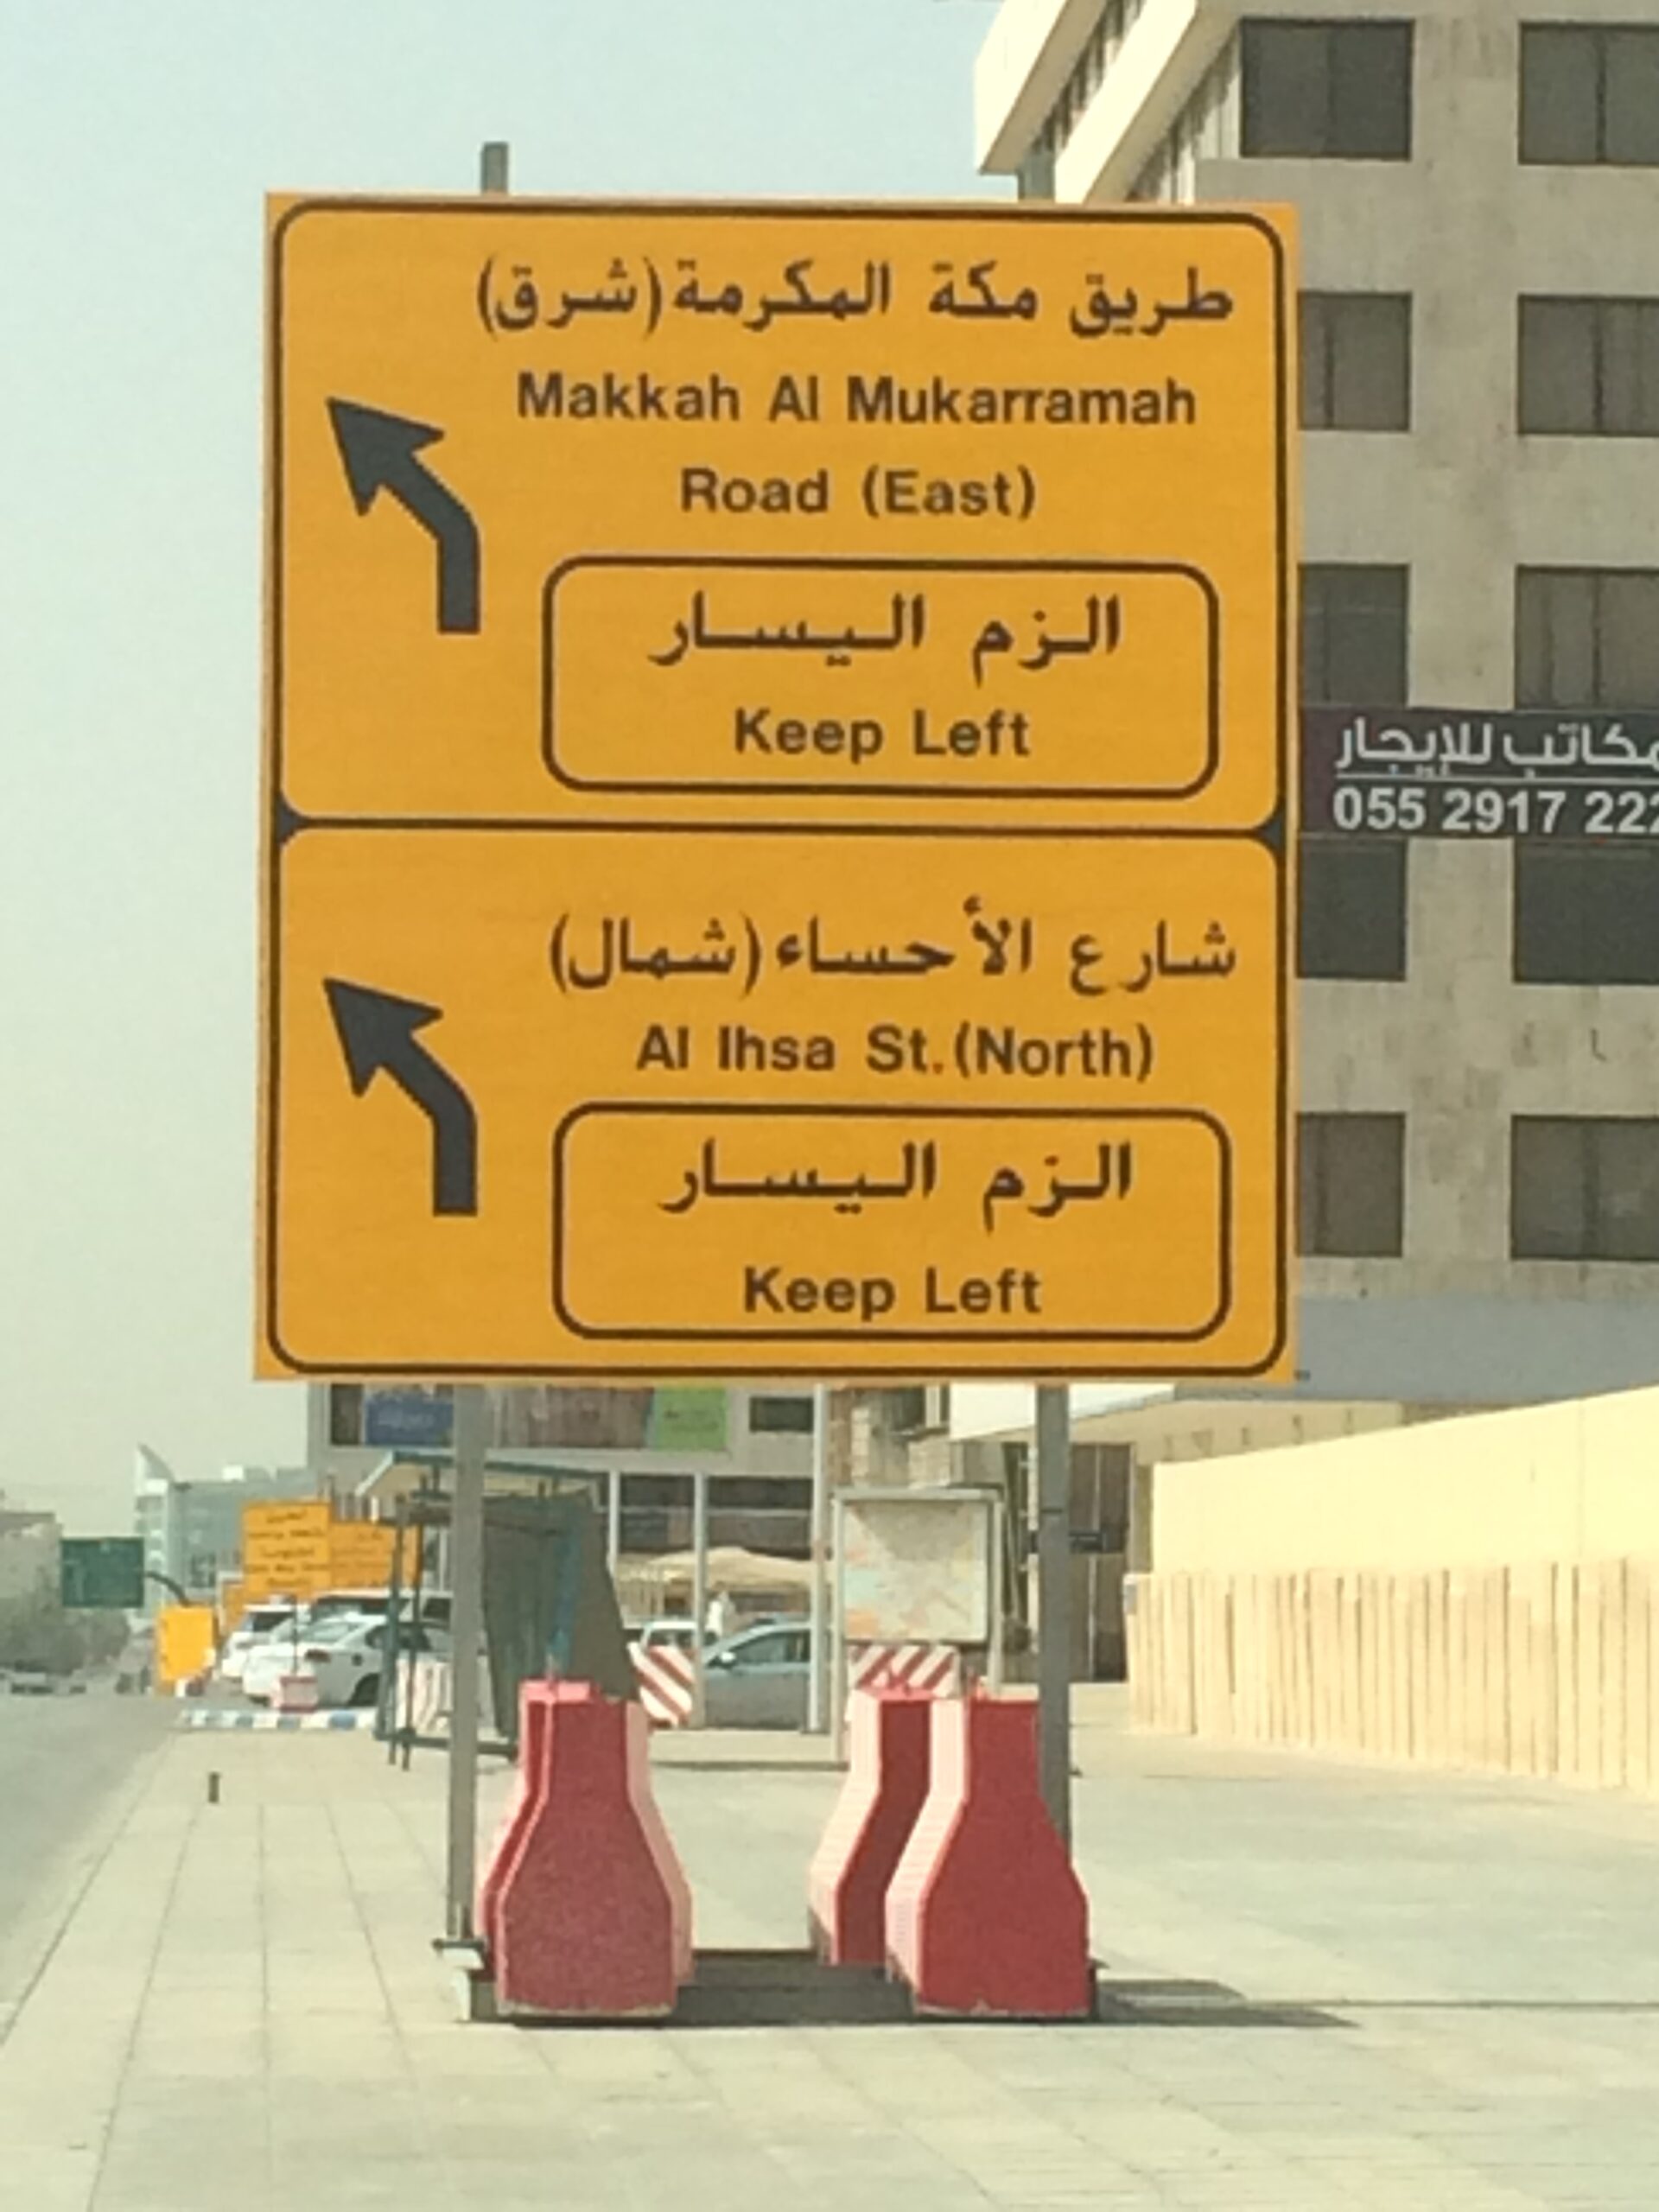 طريق مكة المكرمة (شرق)
Makkah Al Mukarramah
Road (East)
الزم اليسار
Keep Left
شارع الأحساء (شمال)
Al Ihsa St. (North)
الزم اليسار
Keep Left
مكاتب للإيجار
055 2917 222